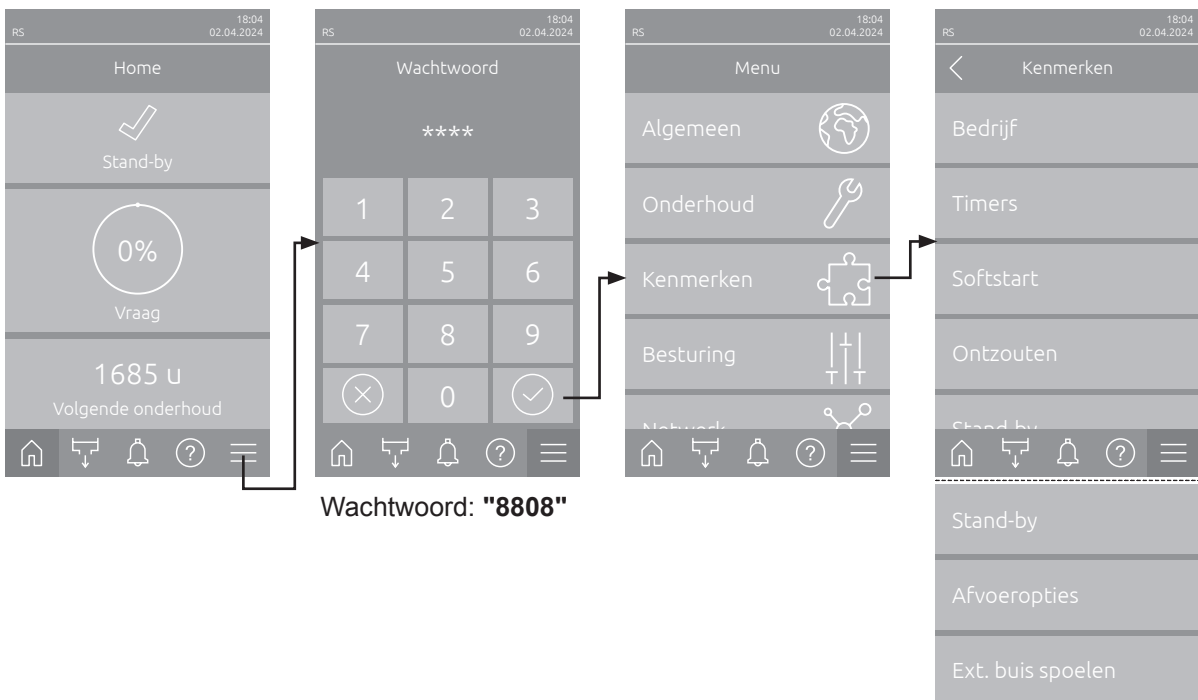 18:04
RS 02.04.2024
Home
Stand-by
0%
Vraag
1685 u
Volgende onderhoud
18:04
RS 02.04.2024
Wachtwoord
****
1 2 3
4 5 6
7 8 9
0
Wachtwoord: "8808"
18:04
RS 02.04.2024
Menu
Algemeen
Onderhoud
Kenmerken
Besturing
Netwerk
18:04
RS 02.04.2024
Kenmerken
Bedrijf
Timers
Softstart
Ontzouten
Stand-by
Stand-by
Afvoeropties
Ext. buis spoelen